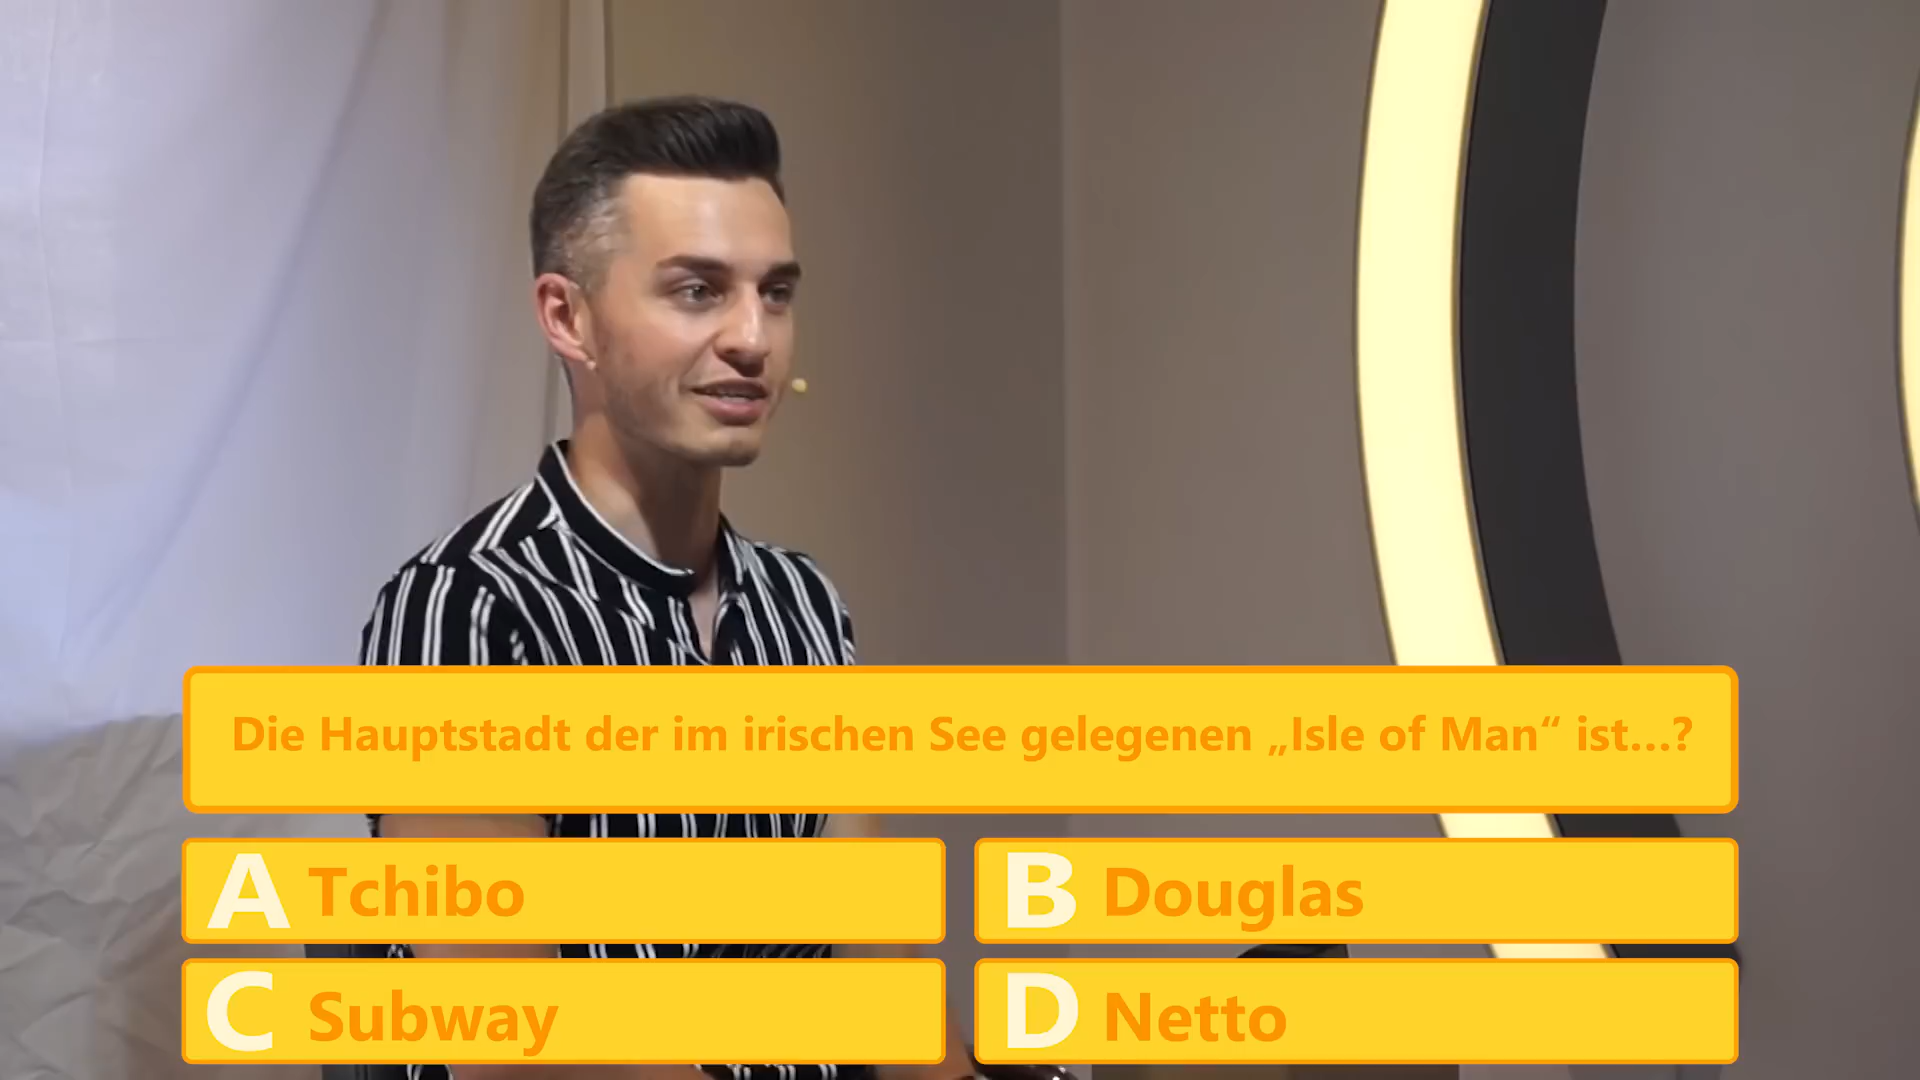 Die Hauptstadt der im irischen See gelegenen „Isle of Man“ ist...?
A Tchibo
B Douglas
C Subway
D Netto